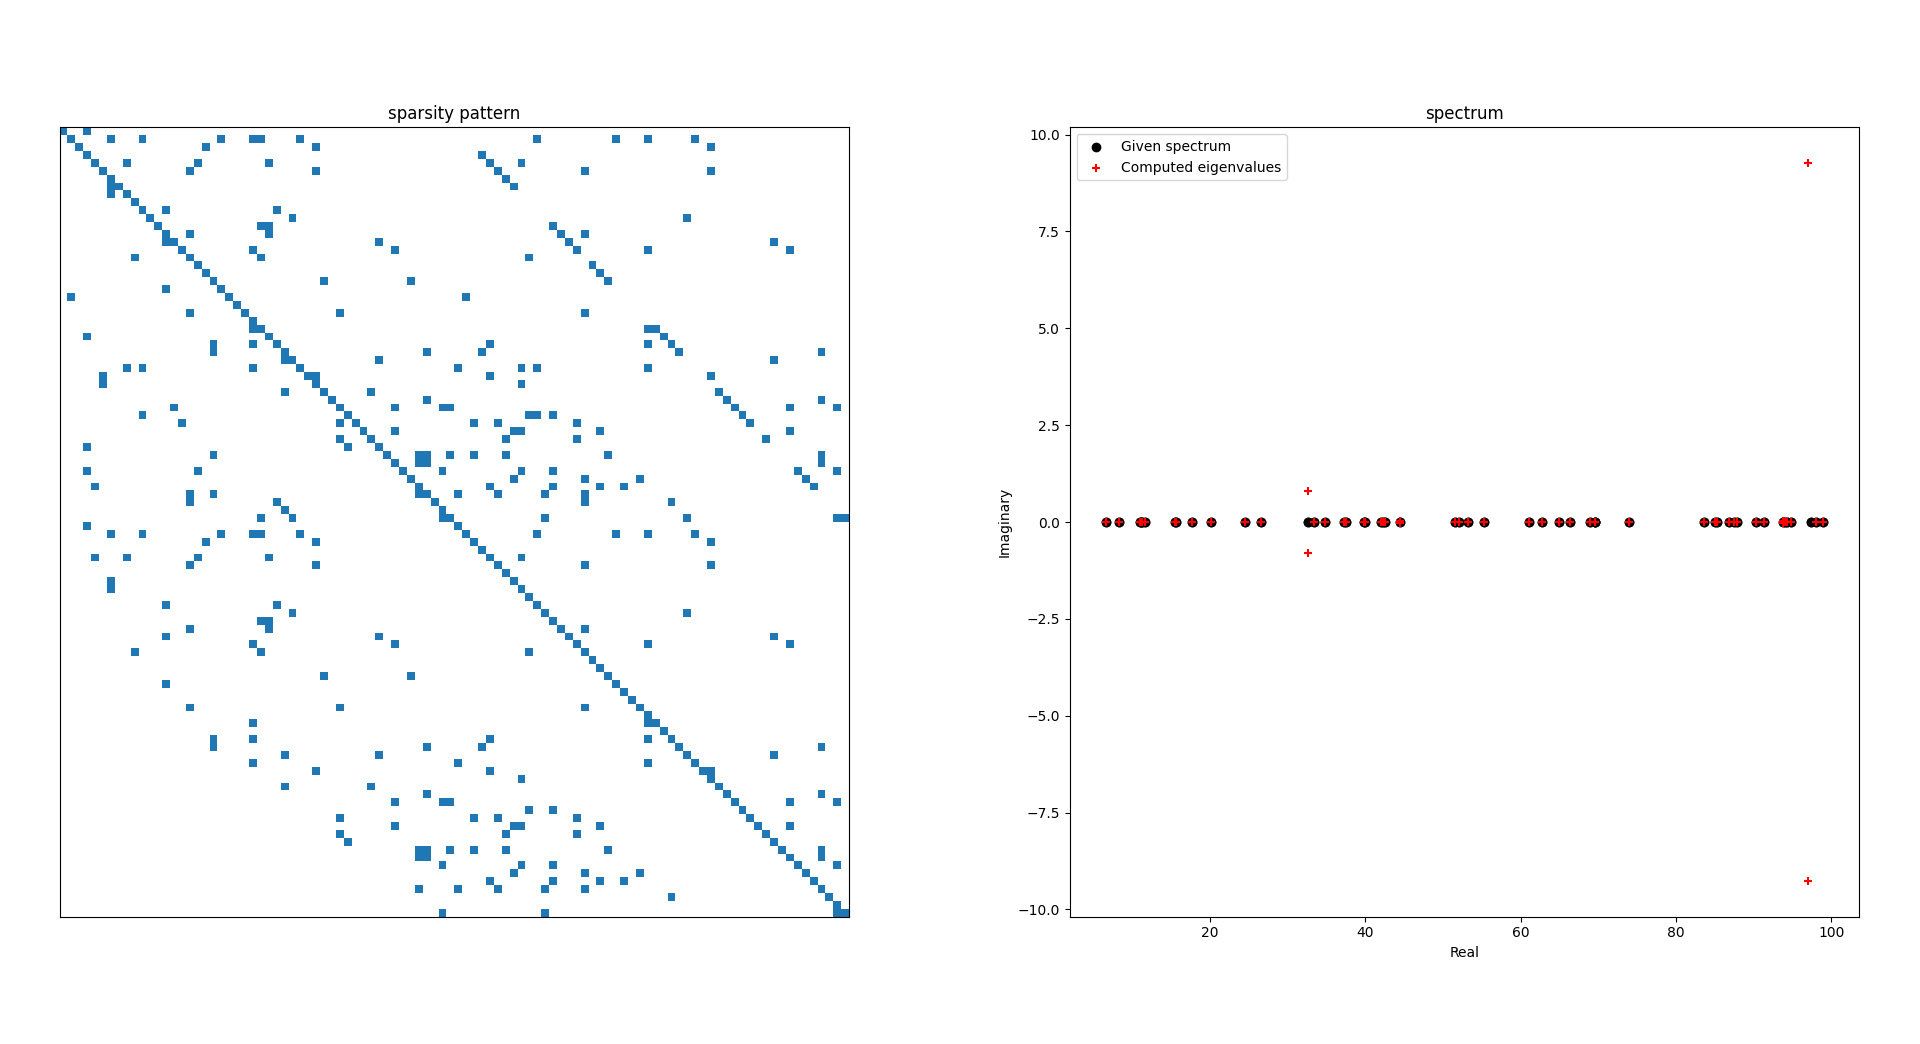 sparsity pattern
spectrum
Given spectrum
Computed eigenvalues
10.0
7.5
5.0
2.5
0.0
−2.5
−5.0
−7.5
−10.0
Imaginary
20 40 60 80 100
Real